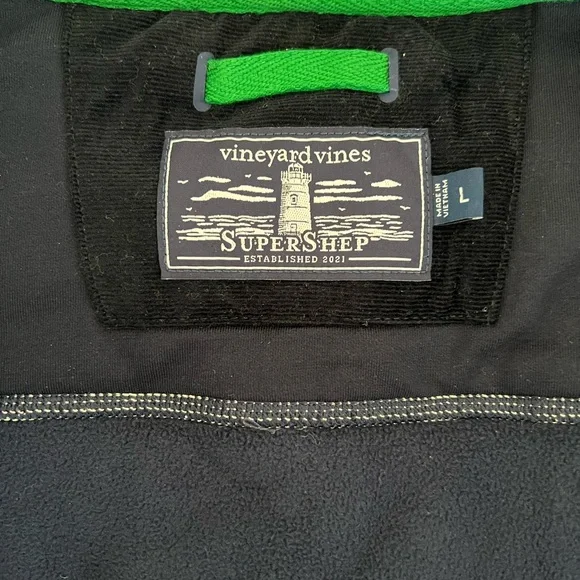 vineyard vines
SUPERSHEP
ESTABLISHED 2021
MADE IN
VIETNAM
L